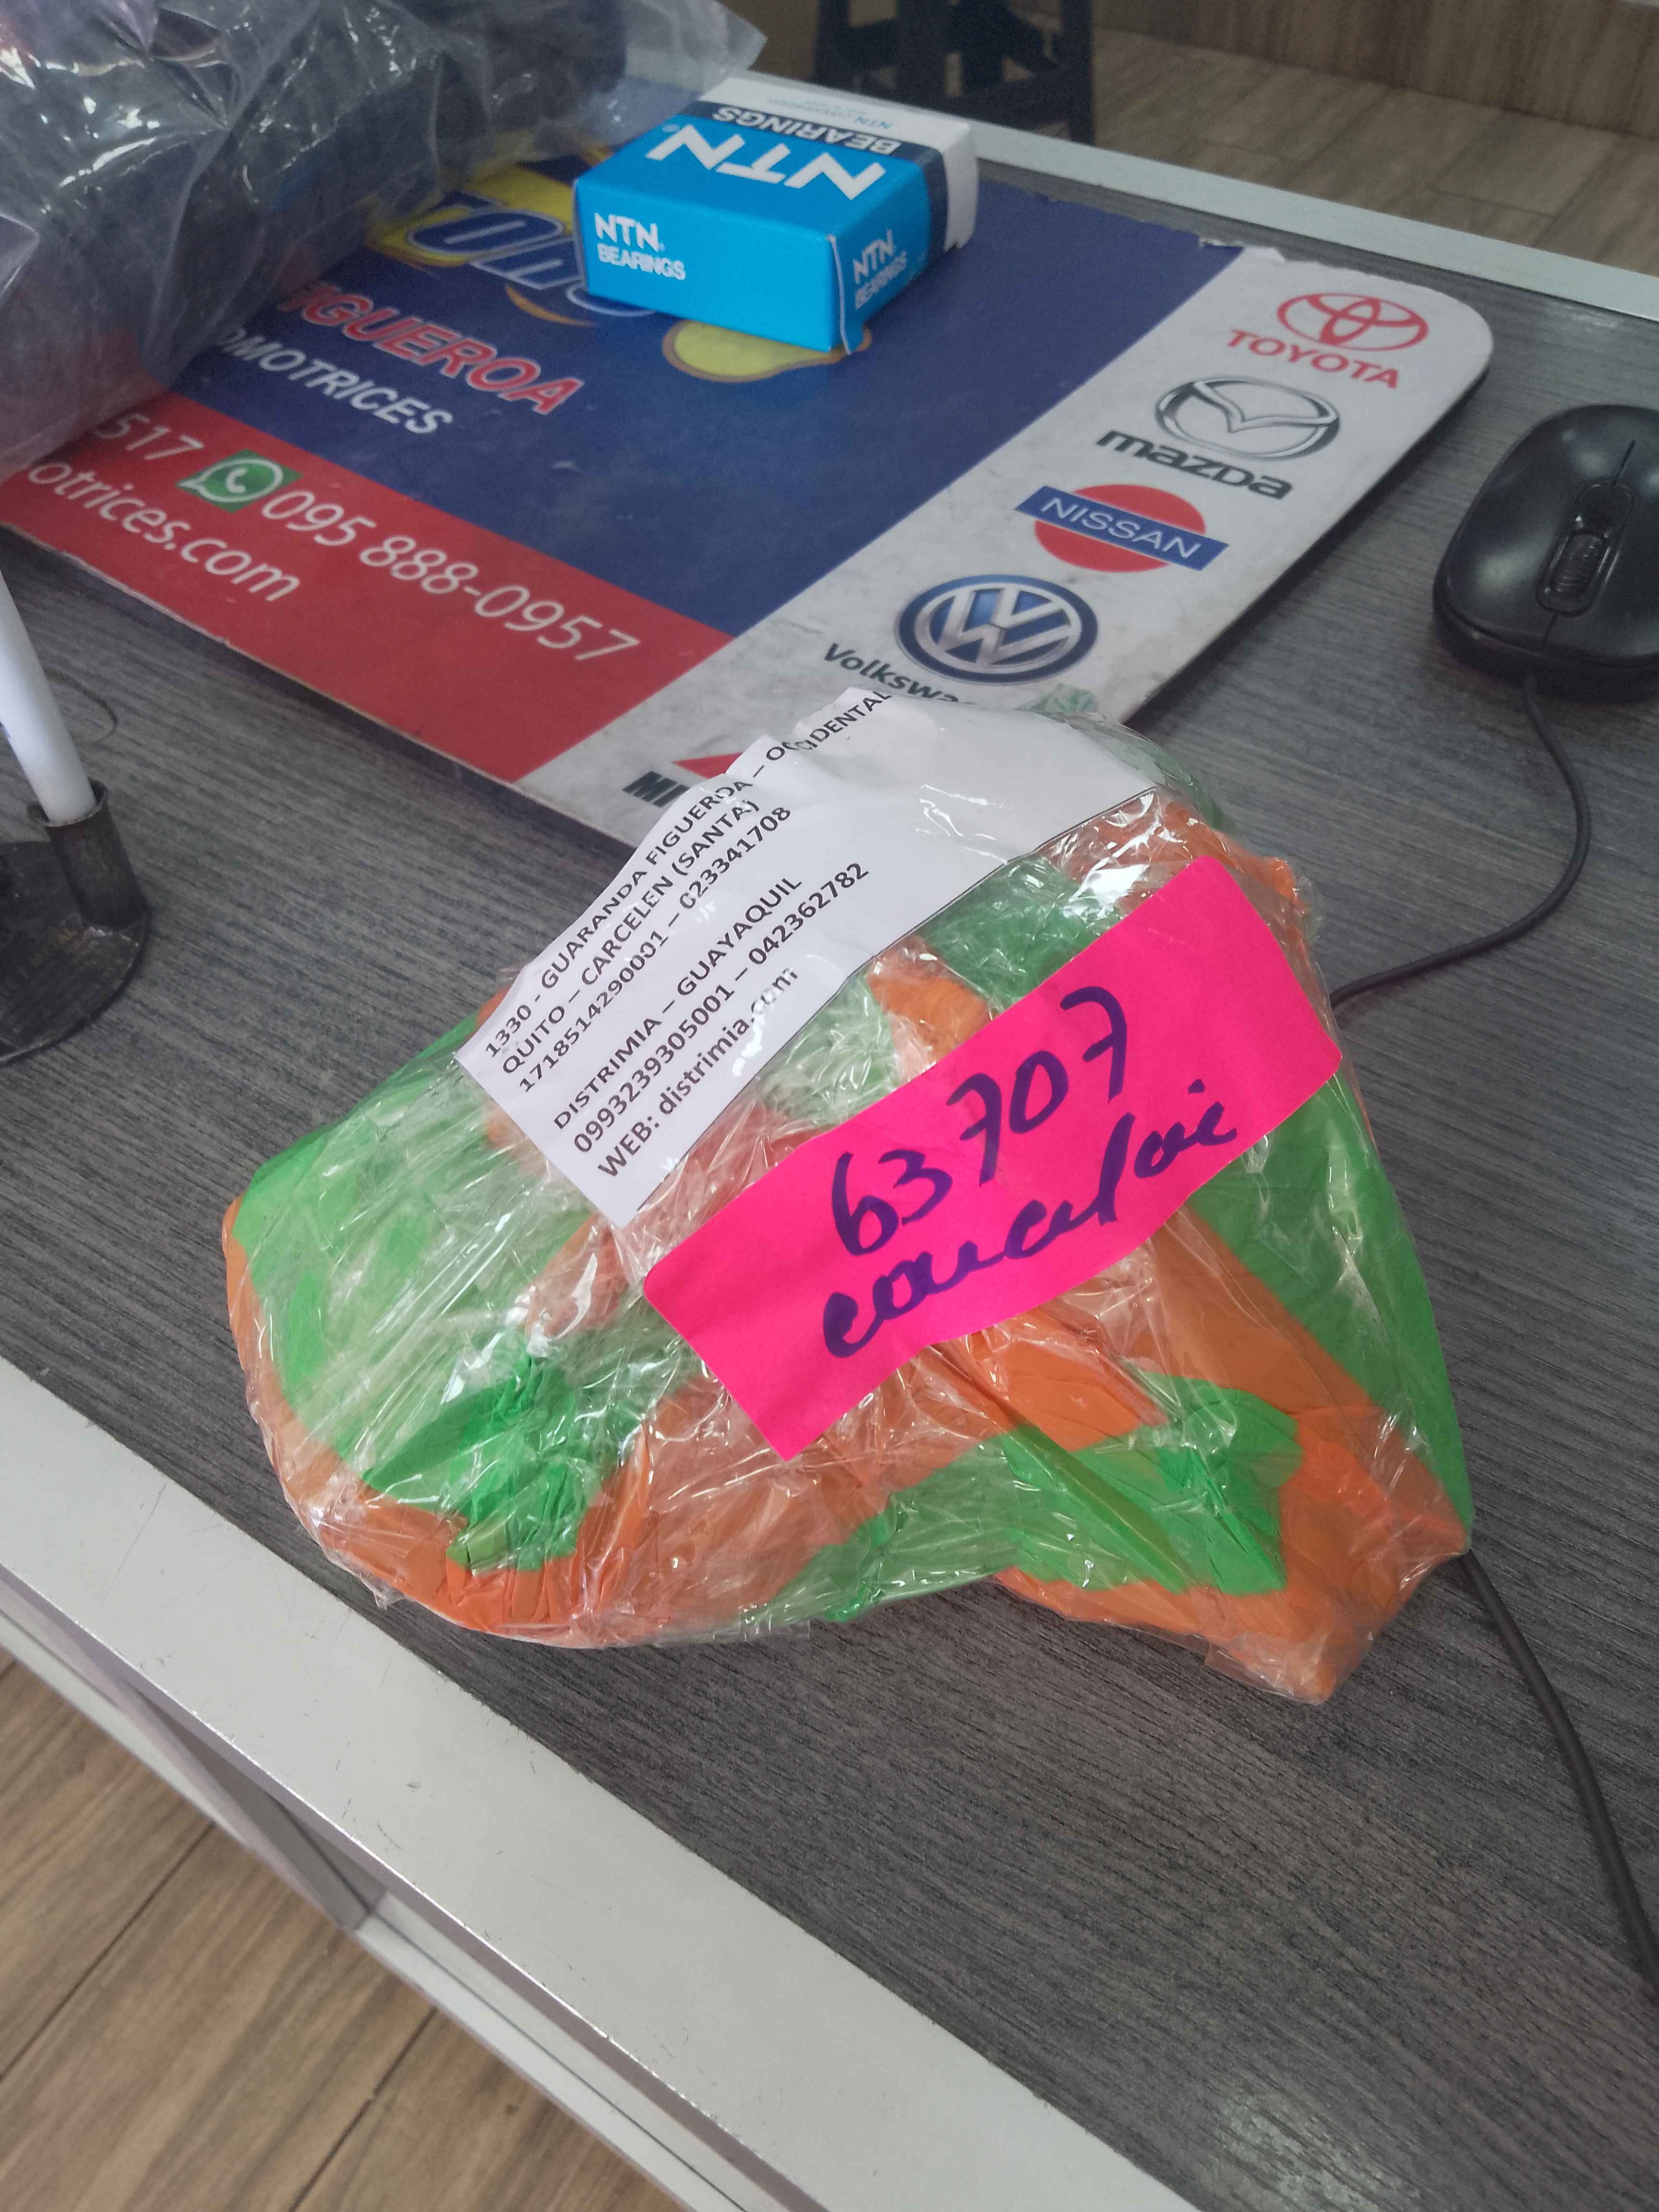 NTN
BEARINGS
NTN
BEARINGS
NTN
BEARINGS
FIGUEROA
OMOTRICES
517 095 888-0957
otrices.com
TOYOTA
mazda
NISSAN
Volkswa
1330 - GUARANDA FIGUEROA – OCCIDENTAL
QUITO – CARCELEN (SANTA)
1718514290001 – 023341708
DISTRIMIA – GUAYAQUIL
0993239305001 – 042362782
WEB: distrimia.com
63707